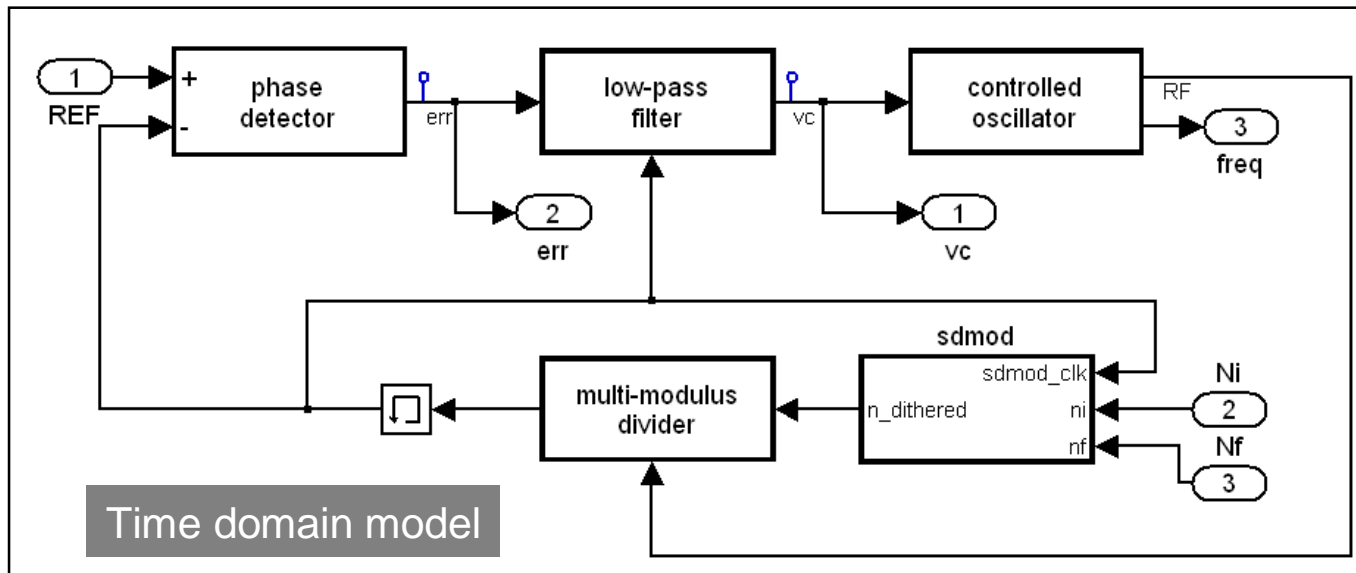 1
REF
+
-
phase
detector
err
low-pass
filter
vc
controlled
oscillator
RF
3
freq
2
err
1
vc
sdmod
sdmod_clk
n_dithered
ni
nf
Ni
2
Nf
3
multi-modulus
divider
Time domain model